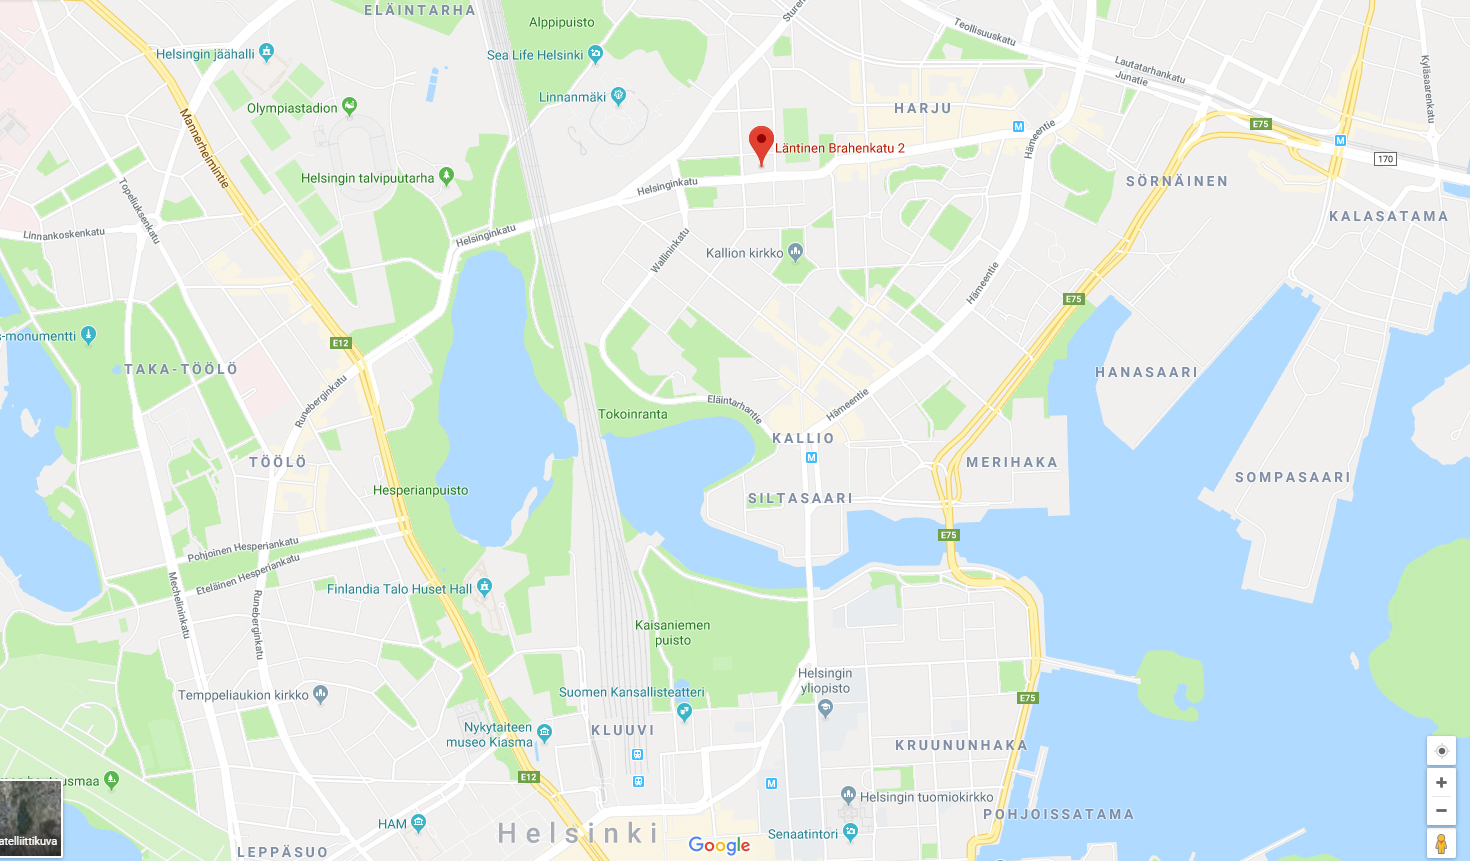 ELÄINTARHA
Alppipuisto
Teollisuuskatu
Helsingin jäähalli
Sea Life Helsinki
Lautatarhankatu
Junatie
Kyläsaarenkatu
Linnanmäki
Olympiastadion
HARJU
Mannerheimintie
E75
Hämeentie
Läntinen Brahenkatu 2
170
Helsingin talvipuutarha
Helsinginkatu
SÖRNÄINEN
Topeliuksenkatu
KALASATAMA
Linnankoskenkatu
Helsinginkatu
Wallininkatu
Kallion kirkko
Hämeentie
E75
s-monumentti
E12
TAKA-TÖÖLÖ
HANASAARI
Runeberginkatu
Eläintarhantie
Hämeentie
Tokoinranta
KALLIO
M
TÖÖLÖ
MERIHAKA
SOMPASAARI
Hesperianpuisto
SILTASAARI
E75
Pohjoinen Hesperiankatu
Eteläinen Hesperiankatu
Mechelininkatu
Runeberginkatu
Finlandia Talo Huset Hall
Kaisaniemen
puisto
Helsingin
yliopisto
Temppeliaukion kirkko
Suomen Kansallisteatteri
E75
Nykytaiteen
museo Kiasma
KLUUVI
KRUUNUNHAKA
E12
M
Helsingin tuomiokirkko
POHJOISSATAMA
HAM
Helsinki
Google
Senaatintori
atelliittikuva
LEPPÄSUO